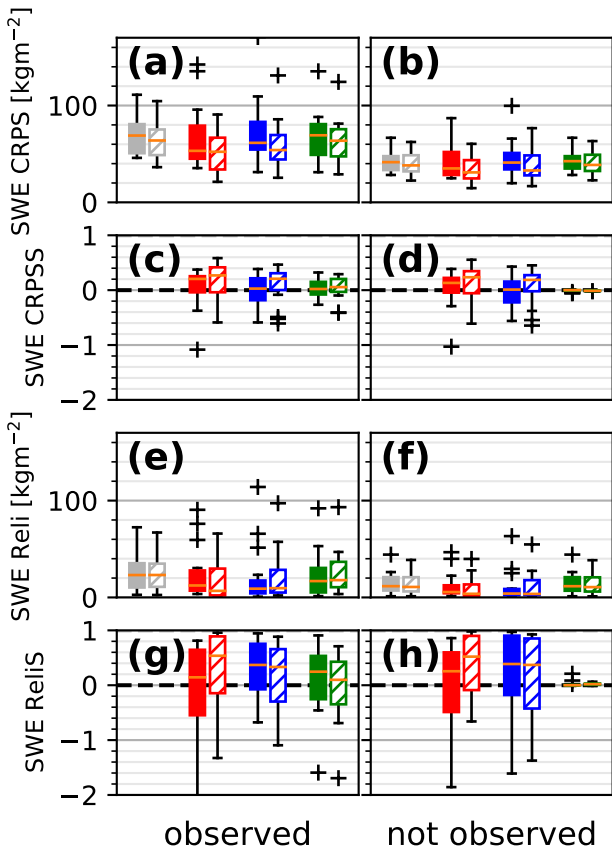 SWE CRPS [kgm⁻²]
100
0
(a)
(b)
SWE CRPSS
1
0
−1
−2
(c)
(d)
SWE Reli [kgm⁻²]
100
0
(e)
(f)
SWE ReliS
1
0
−1
−2
(g)
(h)
observed
not observed